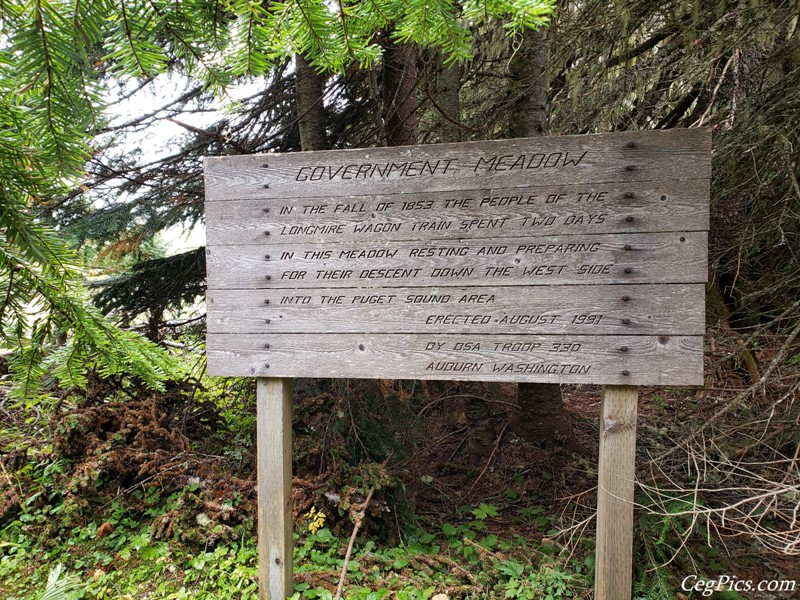 GOVERNMENT MEADOW
IN THE FALL OF 1853 THE PEOPLE OF THE
LONGMIRE WAGON TRAIN SPENT TWO DAYS
IN THIS MEADOW RESTING AND PREPARING
FOR THEIR DESCENT DOWN THE WEST SIDE
INTO THE PUGET SOUND AREA
ERECTED AUGUST 1991
BY BSA TROOP 330
AUBURN WASHINGTON
© CegPics.com